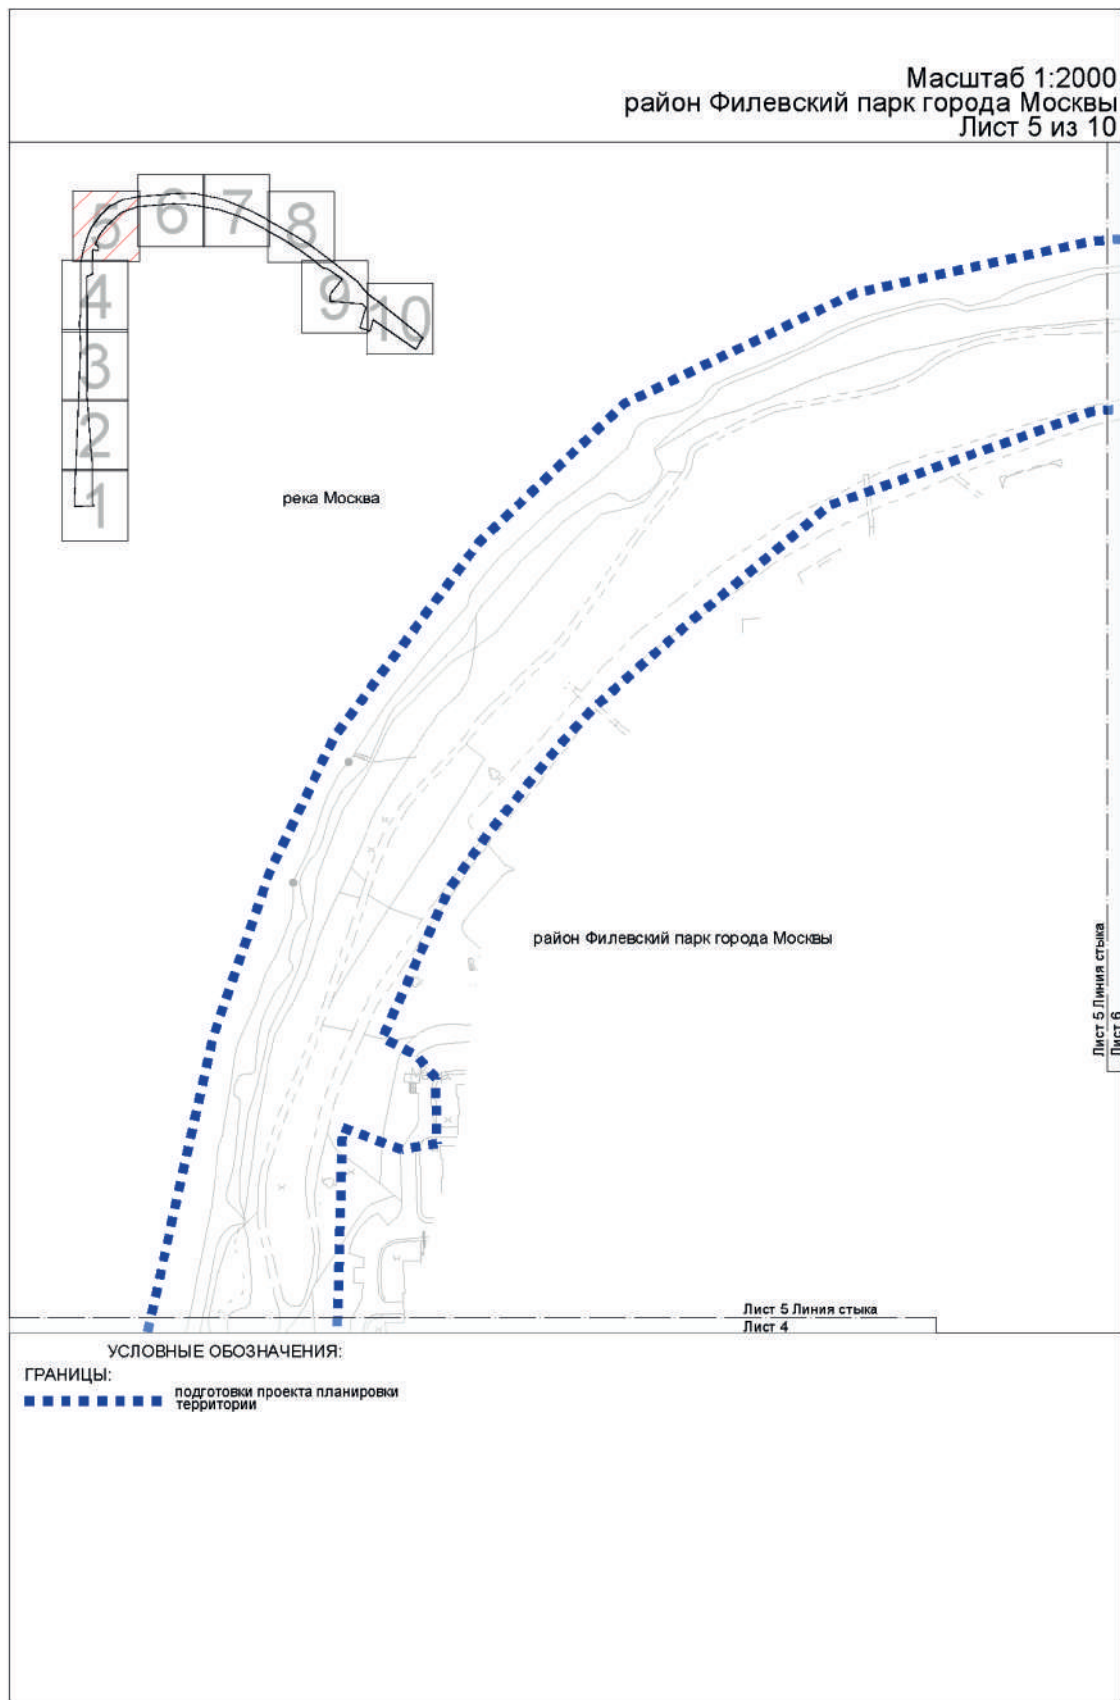 Масштаб 1:2000
район Филевский парк города Москвы
Лист 5 из 10
5
6
7
8
4
9
10
3
2
1
река Москва
район Филевский парк города Москвы
Лист 5 Линия стыка
Лист 6
Лист 5 Линия стыка
Лист 4
УСЛОВНЫЕ ОБОЗНАЧЕНИЯ:
ГРАНИЦЫ:
подготовки проекта планировки
территории